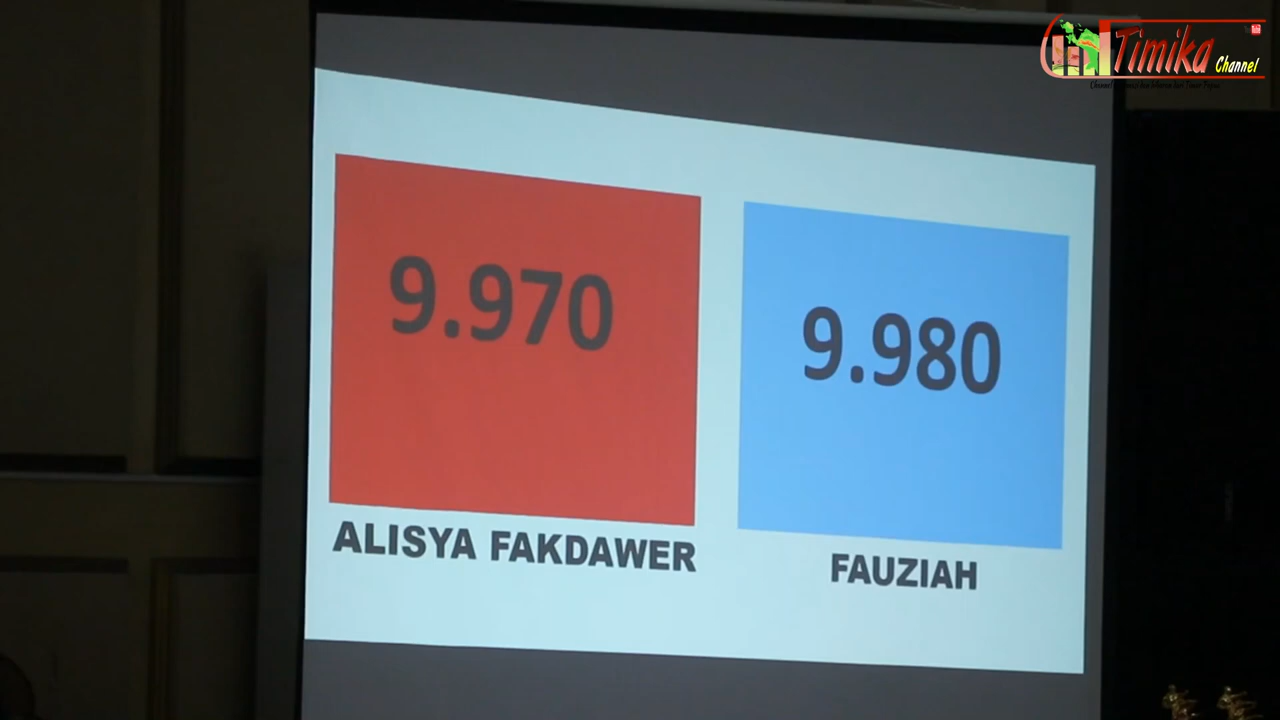 Timika Channel
9.970
9.980
ALISYA FAKDAWER
FAUZIAH